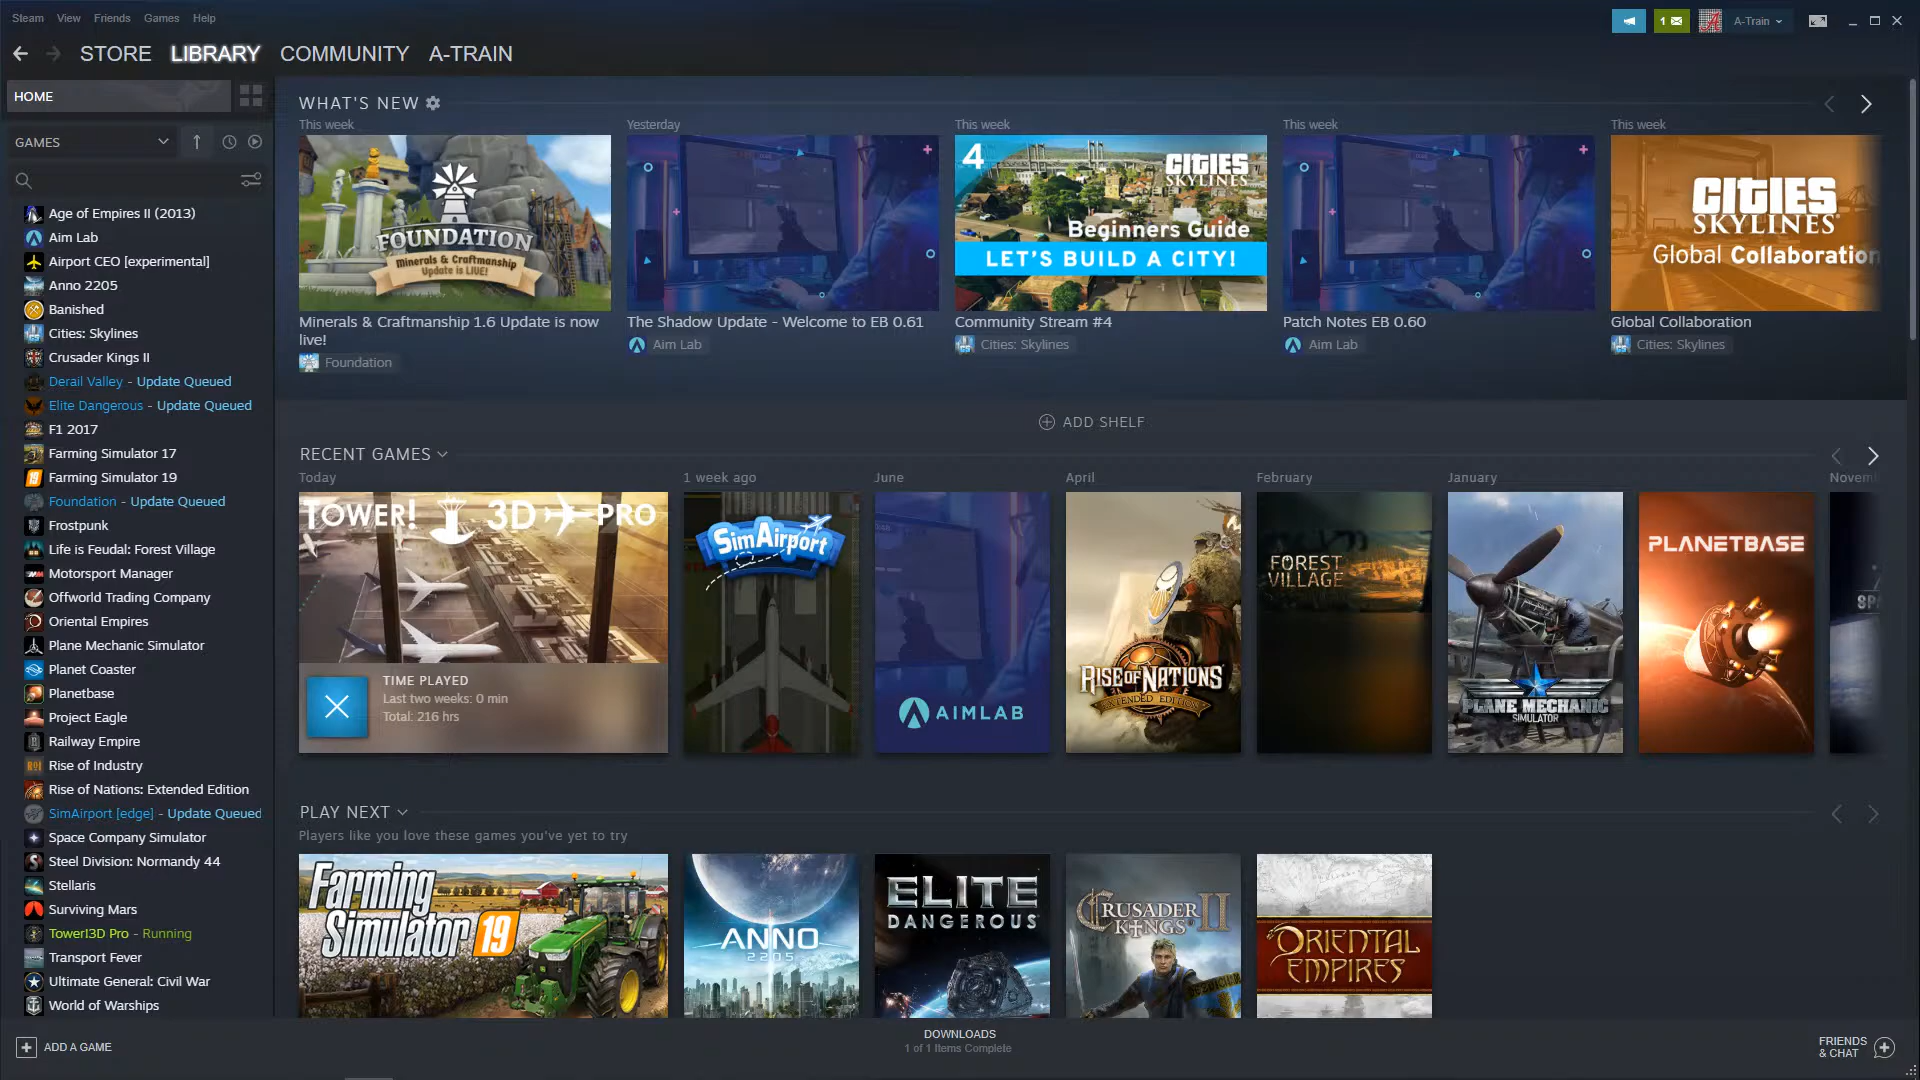 Steam View Friends Games Help
1
A-Train
STORE LIBRARY COMMUNITY A-TRAIN
HOME
GAMES
Age of Empires II (2013)
Aim Lab
Airport CEO [experimental]
Anno 2205
Banished
Cities: Skylines
Crusader Kings II
Derail Valley - Update Queued
Elite Dangerous - Update Queued
F1 2017
Farming Simulator 17
Farming Simulator 19
Foundation - Update Queued
Frostpunk
Life is Feudal: Forest Village
Motorsport Manager
Offworld Trading Company
Oriental Empires
Plane Mechanic Simulator
Planet Coaster
Planetbase
Project Eagle
Railway Empire
Rise of Industry
Rise of Nations: Extended Edition
SimAirport [edge] - Update Queued
Space Company Simulator
Steel Division: Normandy 44
Stellaris
Surviving Mars
Tower!3D Pro - Running
Transport Fever
Ultimate General: Civil War
World of Warships
ADD A GAME
WHAT'S NEW
This week
FOUNDATION
Minerals & Craftmanship
Update is LIVE!
Minerals & Craftmanship 1.6 Update is now
live!
Foundation
Yesterday
The Shadow Update - Welcome to EB 0.61
Aim Lab
This week
4
CITIES
SKYLINES
Beginners Guide
LET'S BUILD A CITY!
Community Stream #4
Cities: Skylines
This week
Patch Notes EB 0.60
Aim Lab
This week
CITIES
SKYLINES
Global Collaboration
Global Collaboration
Cities: Skylines
ADD SHELF
RECENT GAMES
Today
TOWER! 3D PRO
TIME PLAYED
Last two weeks: 0 min
Total: 216 hrs
1 week ago
SimAirport
June
AIMLAB
April
RISE OF NATIONS
EXTENDED EDITION
February
FOREST
VILLAGE
January
PLANE MECHANIC
SIMULATOR
PLANETBASE
Novem
SPA
PLAY NEXT
Players like you love these games you've yet to try
Farming
Simulator 19
ANNO
2205
ELITE
DANGEROUS
CRUSADER
KINGS II
ORIENTAL
EMPIRES
DOWNLOADS
1 of 1 Items Complete
FRIENDS
& CHAT